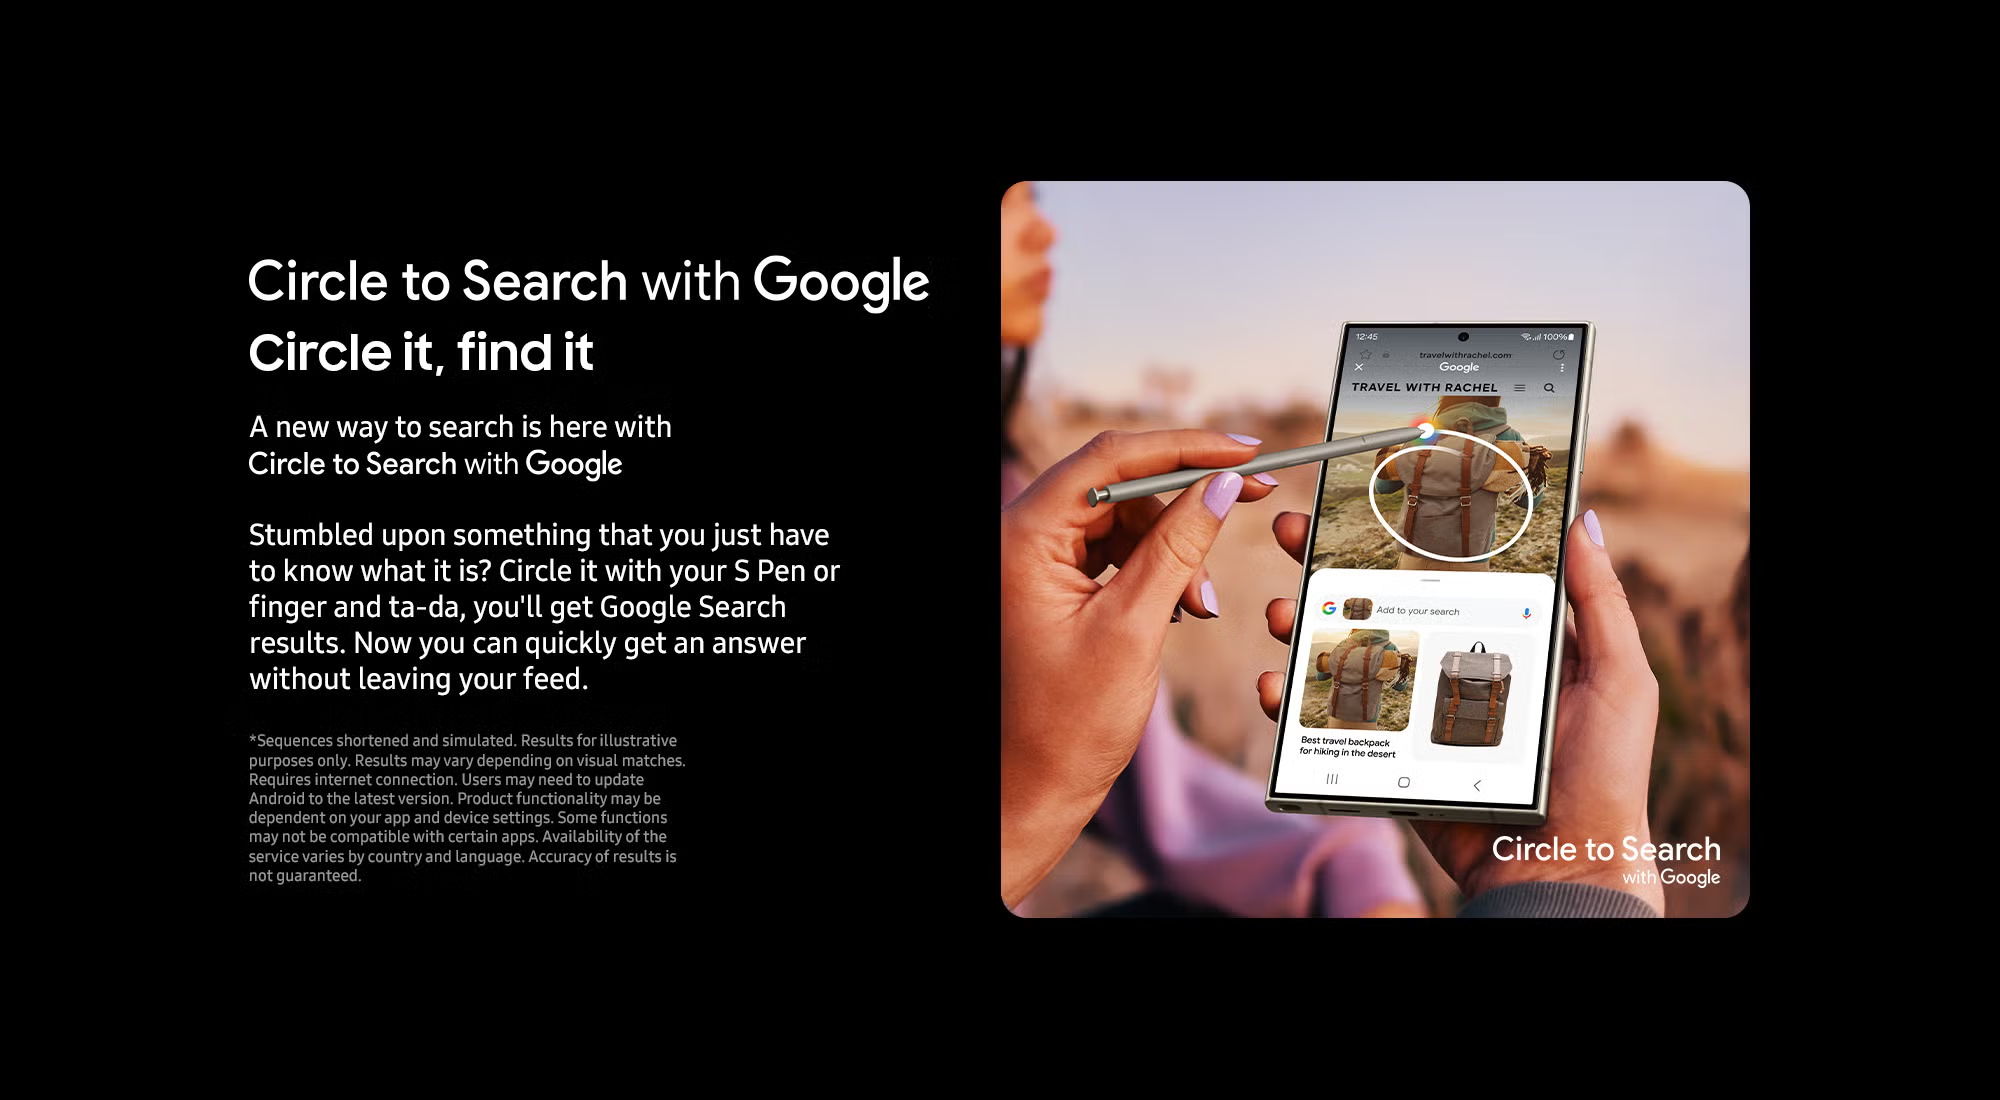 Circle to Search with Google
Circle it, find it
A new way to search is here with
Circle to Search with Google
Stumbled upon something that you just have
to know what it is? Circle it with your S Pen or
finger and ta-da, you'll get Google Search
results. Now you can quickly get an answer
without leaving your feed.
*Sequences shortened and simulated. Results for illustrative
purposes only. Results may vary depending on visual matches.
Requires internet connection. Users may need to update
Android to the latest version. Product functionality may be
dependent on your app and device settings. Some functions
may not be compatible with certain apps. Availability of the
service varies by country and language. Accuracy of results is
not guaranteed.
12:45 100%
travelwithrachel.com
Google
TRAVEL WITH RACHEL
G Add to your search
Best travel backpack
for hiking in the desert
Circle to Search
with Google